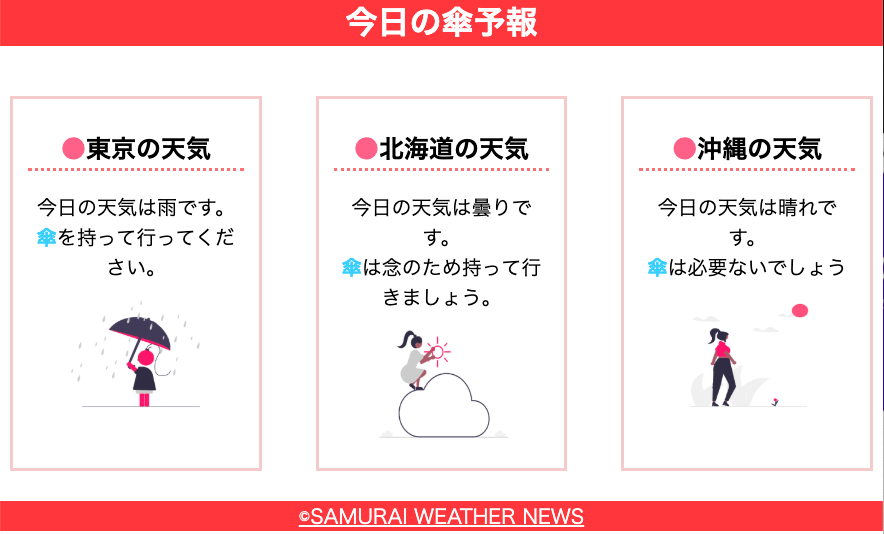 今日の傘予報
●東京の天気
今日の天気は雨です。
傘を持って行ってくだ
さい。
●北海道の天気
今日の天気は曇りで
す。
傘は念のため持って行
きましょう。
●沖縄の天気
今日の天気は晴れで
す。
傘は必要ないでしょう
©SAMURAI WEATHER NEWS